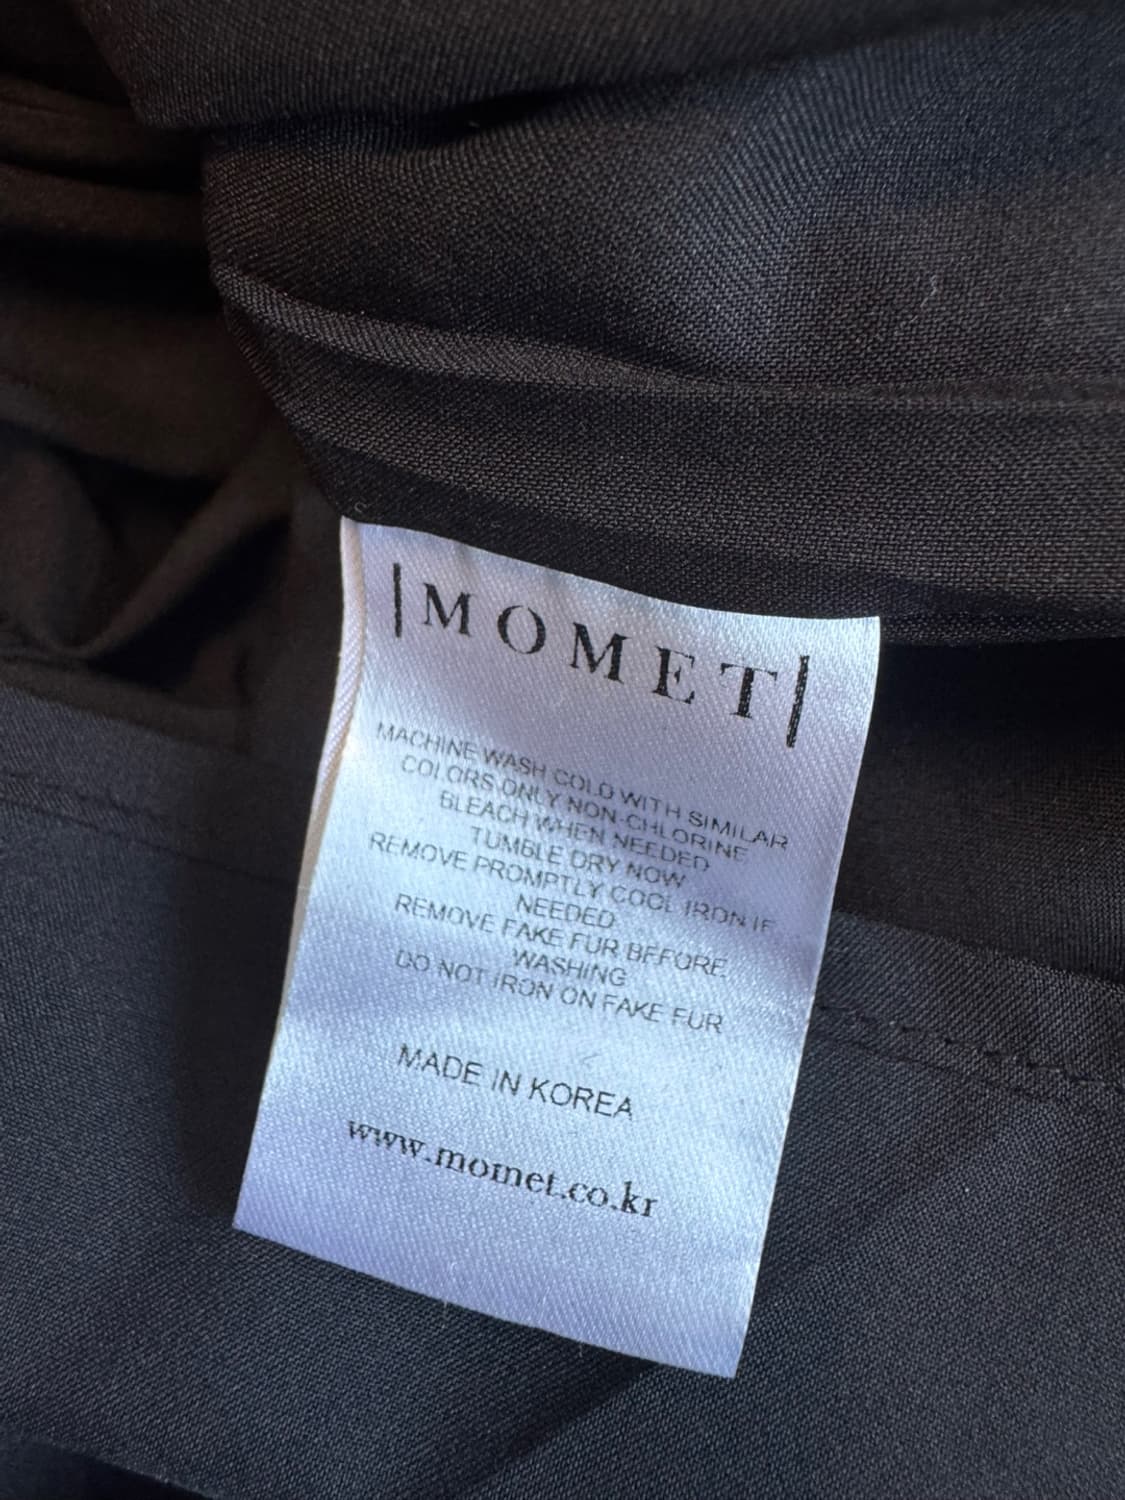 |MOMET|
MACHINE WASH COLD WITH SIMILAR
COLORS.ONLY NON-CHLORINE
BLEACH WHEN NEEDED
TUMBLE DRY NOW
REMOVE PROMPTLY COOL IRON IF
NEEDED
REMOVE FAKE FUR BEFORE
WASHING
DO NOT IRON ON FAKE FUR
MADE IN KOREA
www.momet.co.kr